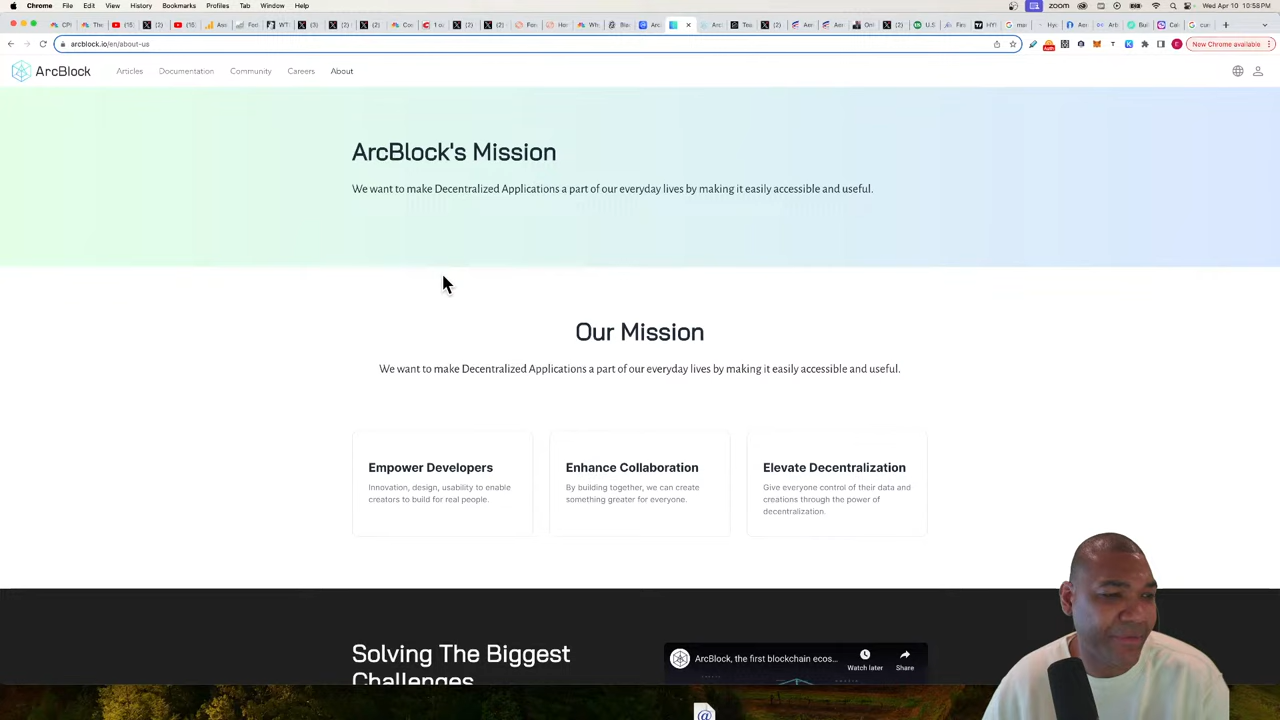 Chrome File Edit View History Bookmarks Profiles Tab Window Help
zoom Wed Apr 10 10:58 PM
arcblock.io/en/about-us
New Chrome available
ArcBlock Articles Documentation Community Careers About
ArcBlock's Mission
We want to make Decentralized Applications a part of our everyday lives by making it easily accessible and useful.
Our Mission
We want to make Decentralized Applications a part of our everyday lives by making it easily accessible and useful.
Empower Developers
Innovation, design, usability to enable
creators to build for real people.
Enhance Collaboration
By building together, we can create
something greater for everyone.
Elevate Decentralization
Give everyone control of their data and
creations through the power of
decentralization.
Solving The Biggest
Challenges
ArcBlock, the first blockchain ecos...
Watch later
Share
@